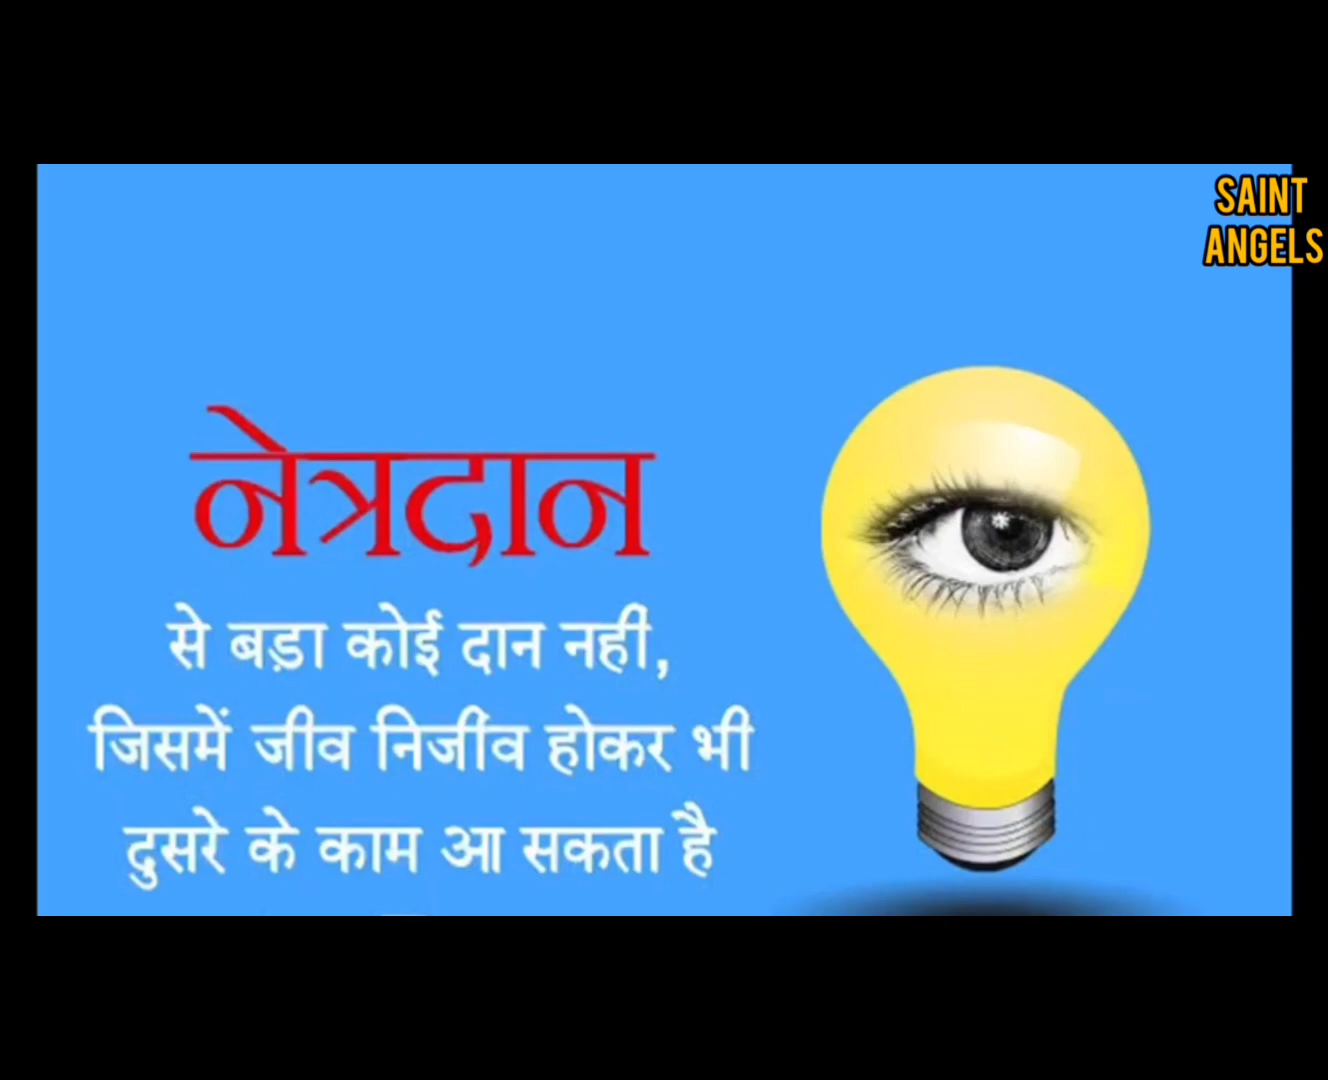 SAINT
ANGELS
नेत्रदान
से बड़ा कोई दान नही,
जिसमें जीव निर्जीव होकर भी
दुसरे के काम आ सकता है